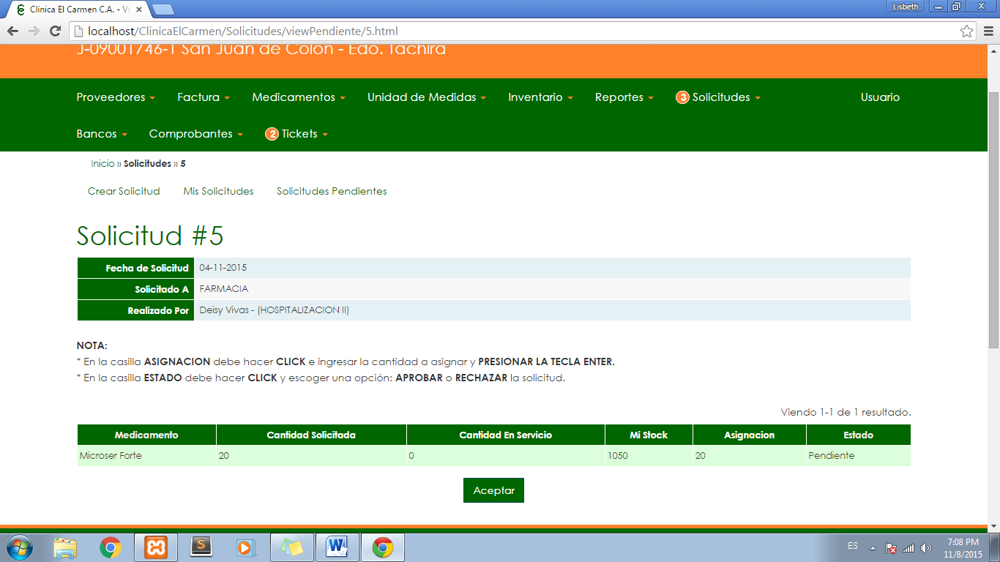 Clínica El Carmen C.A. - Vi
Lisbeth
localhost/ClinicaElCarmen/Solicitudes/viewPendiente/5.html
J-09001746-1 San Juan de Colón - Edo. Táchira
Proveedores Factura Medicamentos Unidad de Medidas Inventario Reportes 3 Solicitudes Usuario
Bancos Comprobantes 2 Tickets
Inicio » Solicitudes » 5
Crear Solicitud Mis Solicitudes Solicitudes Pendientes
Solicitud #5
Fecha de Solicitud 04-11-2015
Solicitado A FARMACIA
Realizado Por Deisy Vivas - (HOSPITALIZACION II)
NOTA:
* En la casilla ASIGNACION debe hacer CLICK e ingresar la cantidad a asignar y PRESIONAR LA TECLA ENTER.
* En la casilla ESTADO debe hacer CLICK y escoger una opción: APROBAR o RECHAZAR la solicitud.
Viendo 1-1 de 1 resultado.
Medicamento Cantidad Solicitada Cantidad En Servicio Mi Stock Asignacion Estado
Microser Forte 20 0 1050 20 Pendiente
Aceptar
ES 7:08 PM
11/8/2015